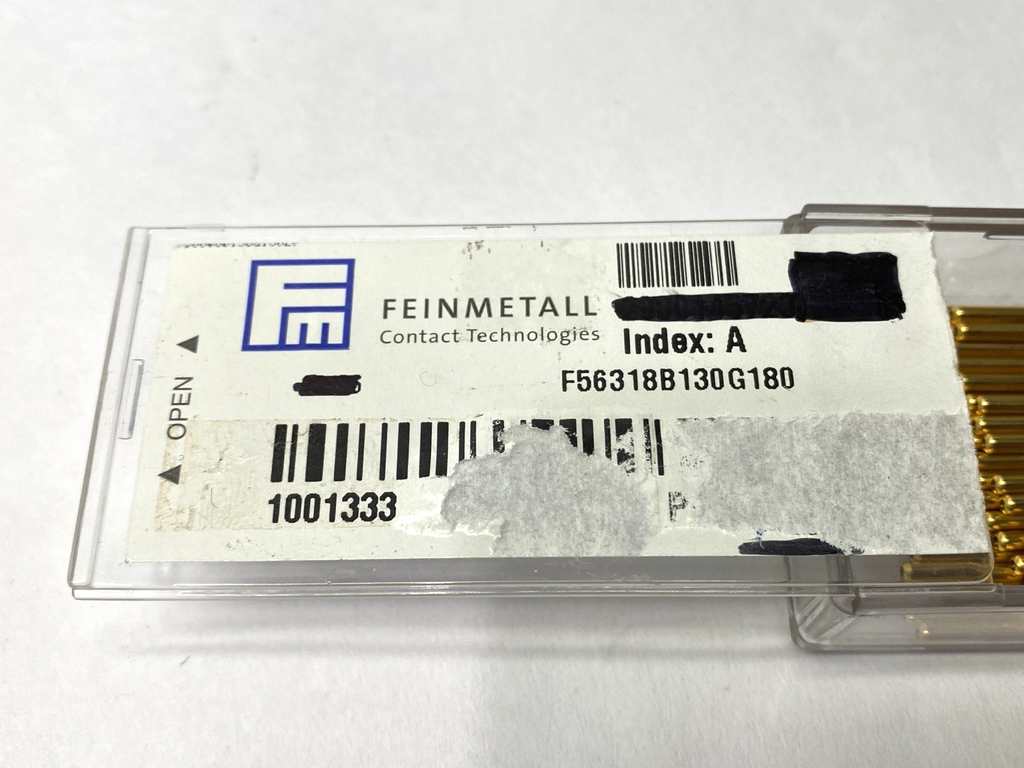 FEINMETALL
Contact Technologies
Index: A
F56318B130G180
▲ OPEN ▲
1001333
P